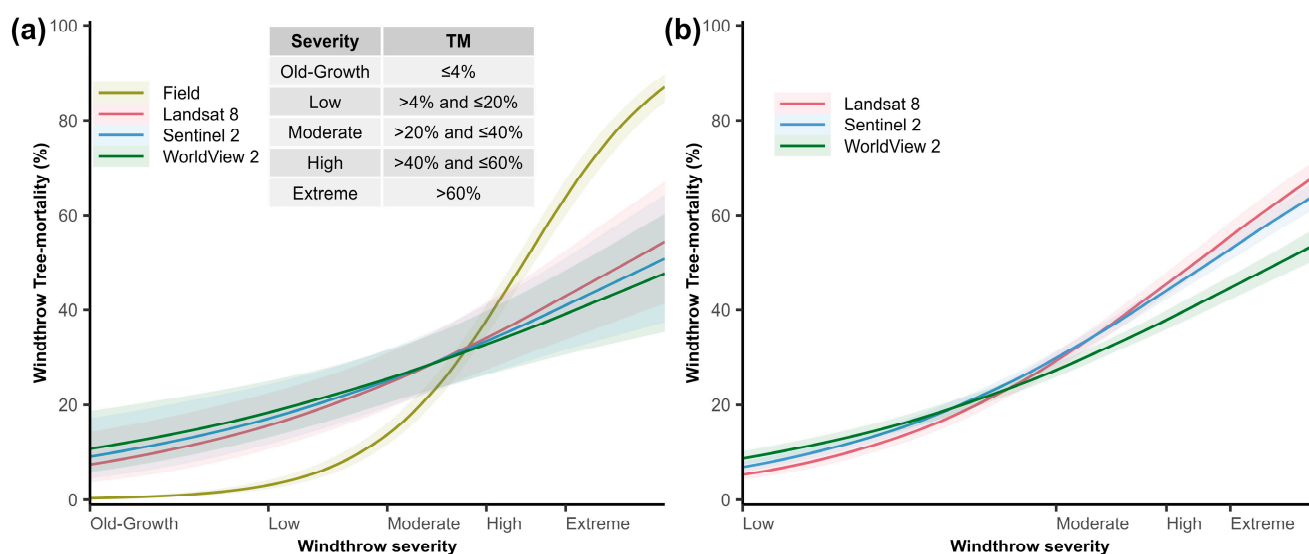 (a)
Windthrow Tree-mortality (%)
100
80
60
40
20
0
Field
Landsat 8
Sentinel 2
WorldView 2
Severity TM
Old-Growth ≤4%
Low >4% and ≤20%
Moderate >20% and ≤40%
High >40% and ≤60%
Extreme >60%
Old-Growth Low Moderate High Extreme
Windthrow severity
(b)
Windthrow Tree-mortality (%)
100
80
60
40
20
0
Landsat 8
Sentinel 2
WorldView 2
Low Moderate High Extreme
Windthrow severity